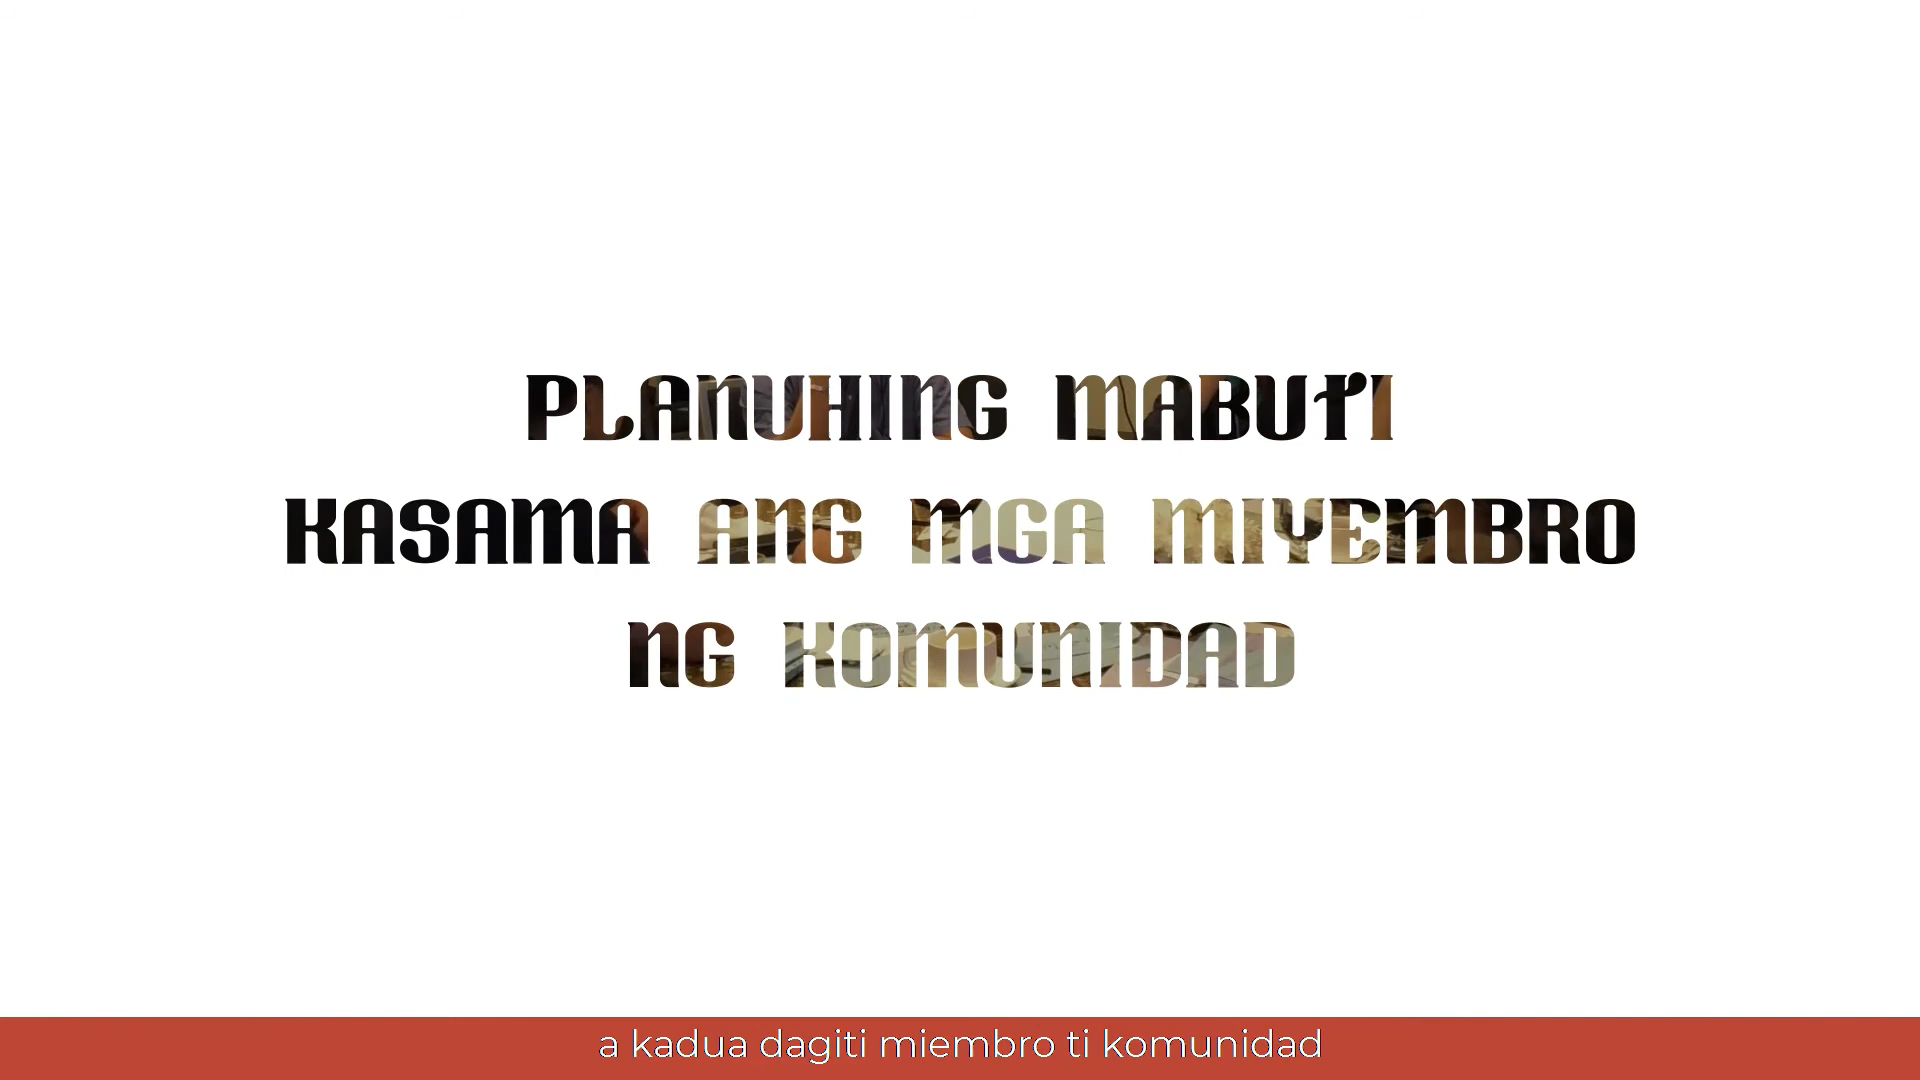 PLANUHING MABUTI
KASAMA ANG MGA MIYEMBRO
NG KOMUNIDAD
a kadua dagiti miembro ti komunidad